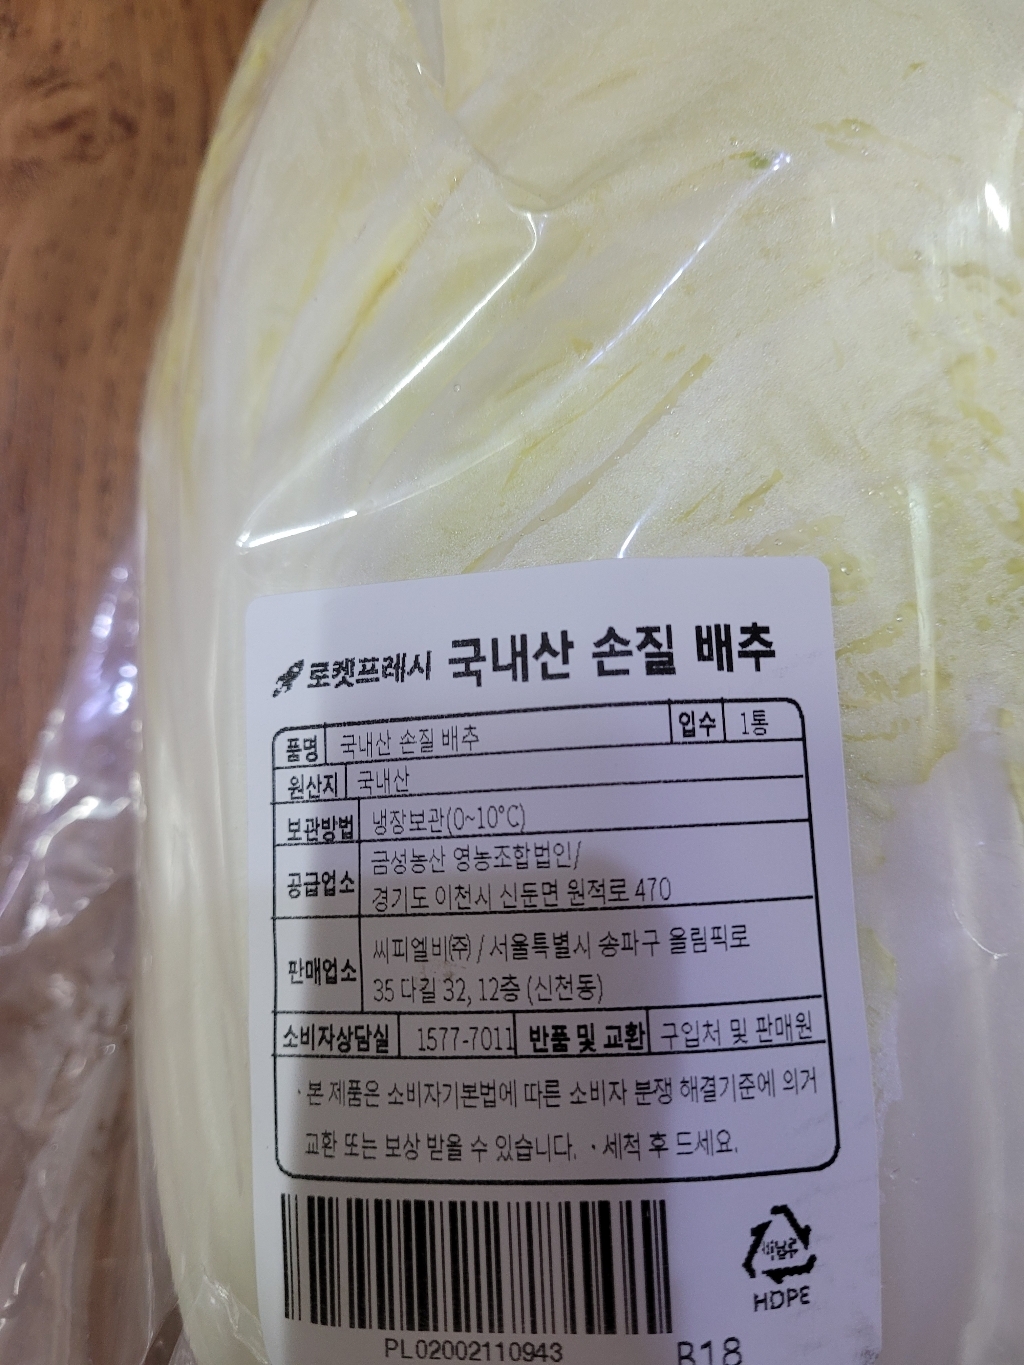 로켓프레시 국내산 손질 배추
품명 국내산 손질 배추 입수 1통
원산지 국내산
보관방법 냉장보관(0~10°C)
공급업소 금성농산 영농조합법인/
경기도 이천시 신둔면 원적로 470
판매업소 씨피엘비(주) / 서울특별시 송파구 올림픽로
35 다길 32, 12층 (신천동)
소비자상담실 1577-7011 반품 및 교환 구입처 및 판매원
· 본 제품은 소비자기본법에 따른 소비자 분쟁 해결기준에 의거
교환 또는 보상 받을 수 있습니다. · 세척 후 드세요.
비닐류
HDPE
PL02002110943
R18